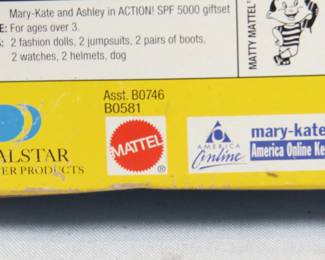 Mary-Kate and Ashley in ACTION! SPF 5000 giftset
E: For ages over 3.
S: 2 fashion dolls, 2 jumpsuits, 2 pairs of boots,
2 watches, 2 helmets, dog
MATTY MATTEL'
Asst. B0746
B0581
ALSTAR
ER PRODUCTS
MATTEL
®
AMERICA
Online
mary-kate
America Online Ke